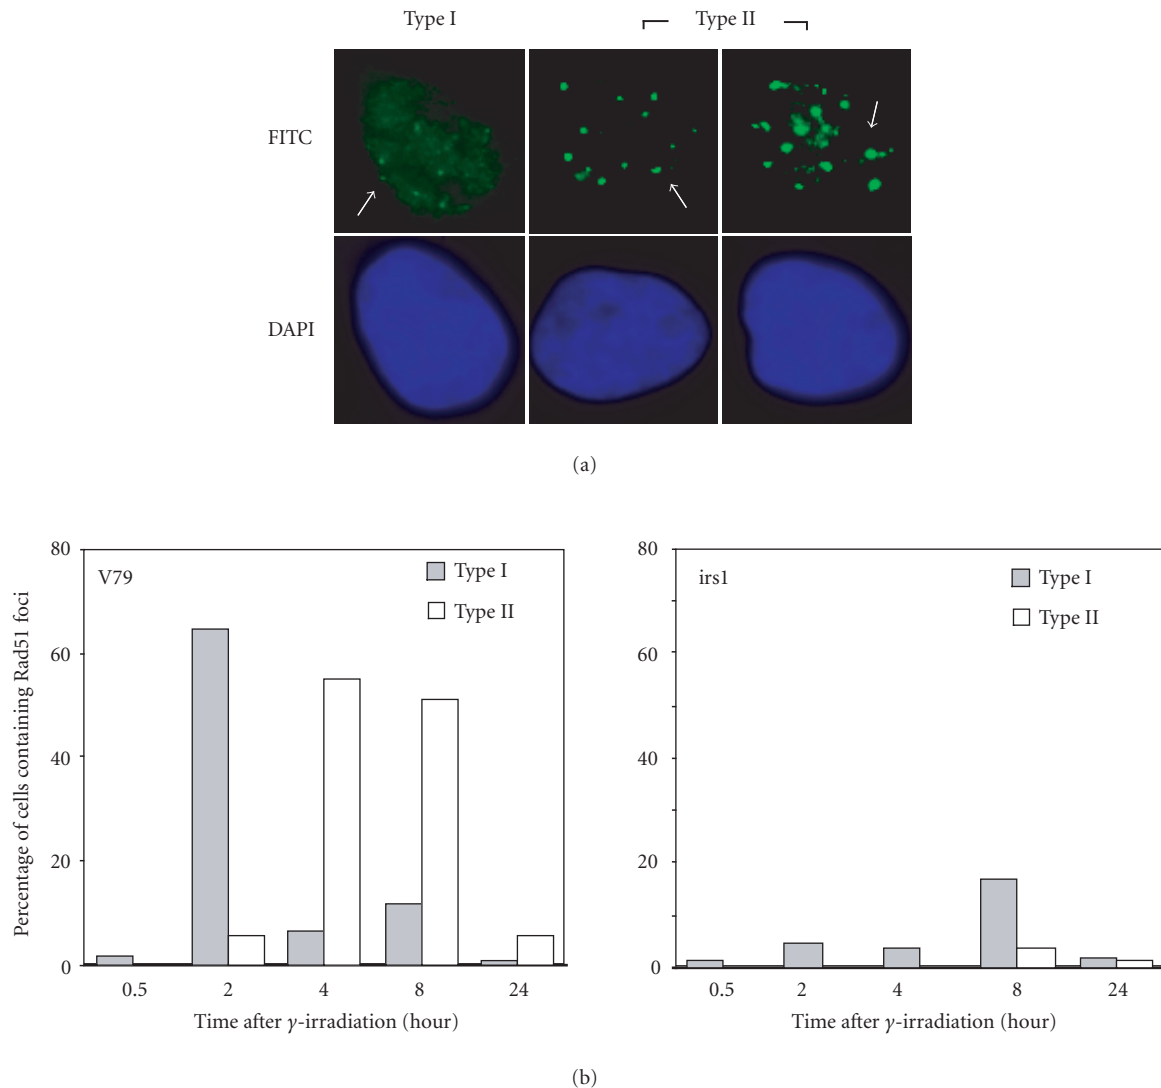 Type I
Type II
FITC
DAPI
(a)
Percentage of cells containing Rad51 foci
80
60
40
20
0
V79
Type I
Type II
0.5 2 4 8 24
Time after γ-irradiation (hour)
80
60
40
20
0
irs1
Type I
Type II
0.5 2 4 8 24
Time after γ-irradiation (hour)
(b)